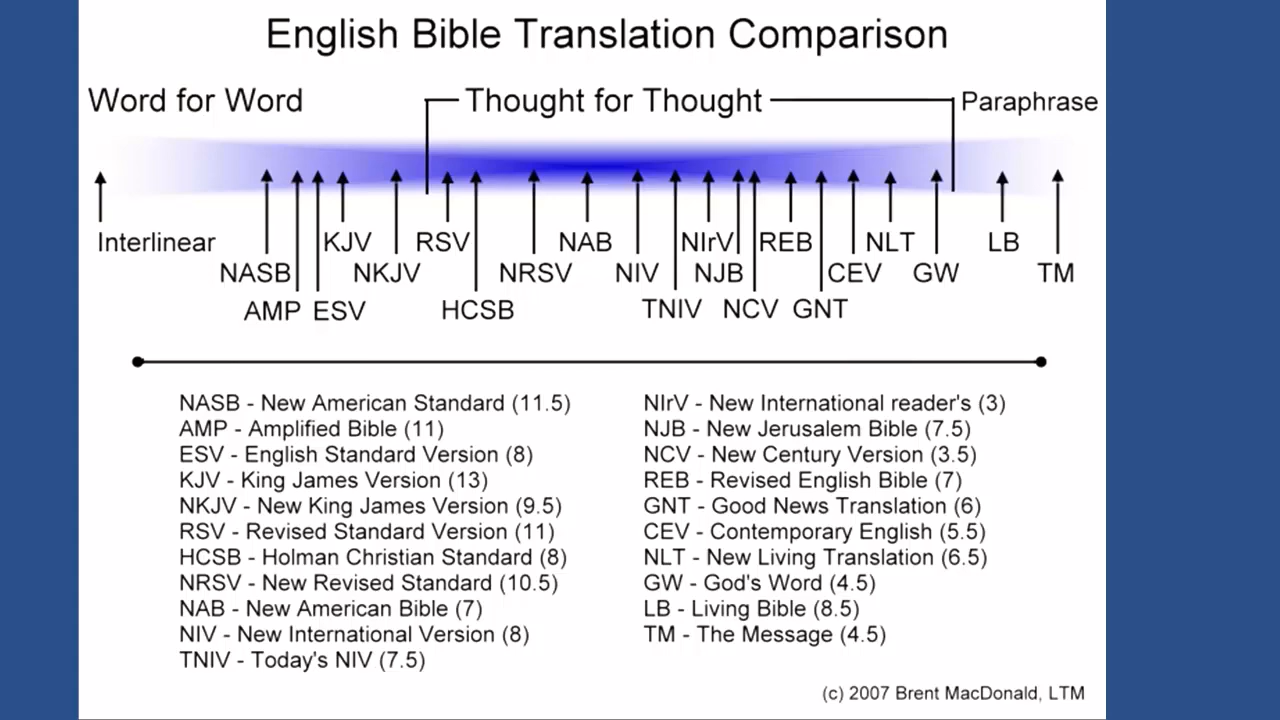 English Bible Translation Comparison
Word for Word Thought for Thought Paraphrase
Interlinear KJV RSV NAB NIrV REB NLT LB
NASB NKJV NRSV NIV NJB CEV GW TM
AMP ESV HCSB TNIV NCV GNT
NASB - New American Standard (11.5)
AMP - Amplified Bible (11)
ESV - English Standard Version (8)
KJV - King James Version (13)
NKJV - New King James Version (9.5)
RSV - Revised Standard Version (11)
HCSB - Holman Christian Standard (8)
NRSV - New Revised Standard (10.5)
NAB - New American Bible (7)
NIV - New International Version (8)
TNIV - Today's NIV (7.5)
NIrV - New International reader's (3)
NJB - New Jerusalem Bible (7.5)
NCV - New Century Version (3.5)
REB - Revised English Bible (7)
GNT - Good News Translation (6)
CEV - Contemporary English (5.5)
NLT - New Living Translation (6.5)
GW - God's Word (4.5)
LB - Living Bible (8.5)
TM - The Message (4.5)
(c) 2007 Brent MacDonald, LTM